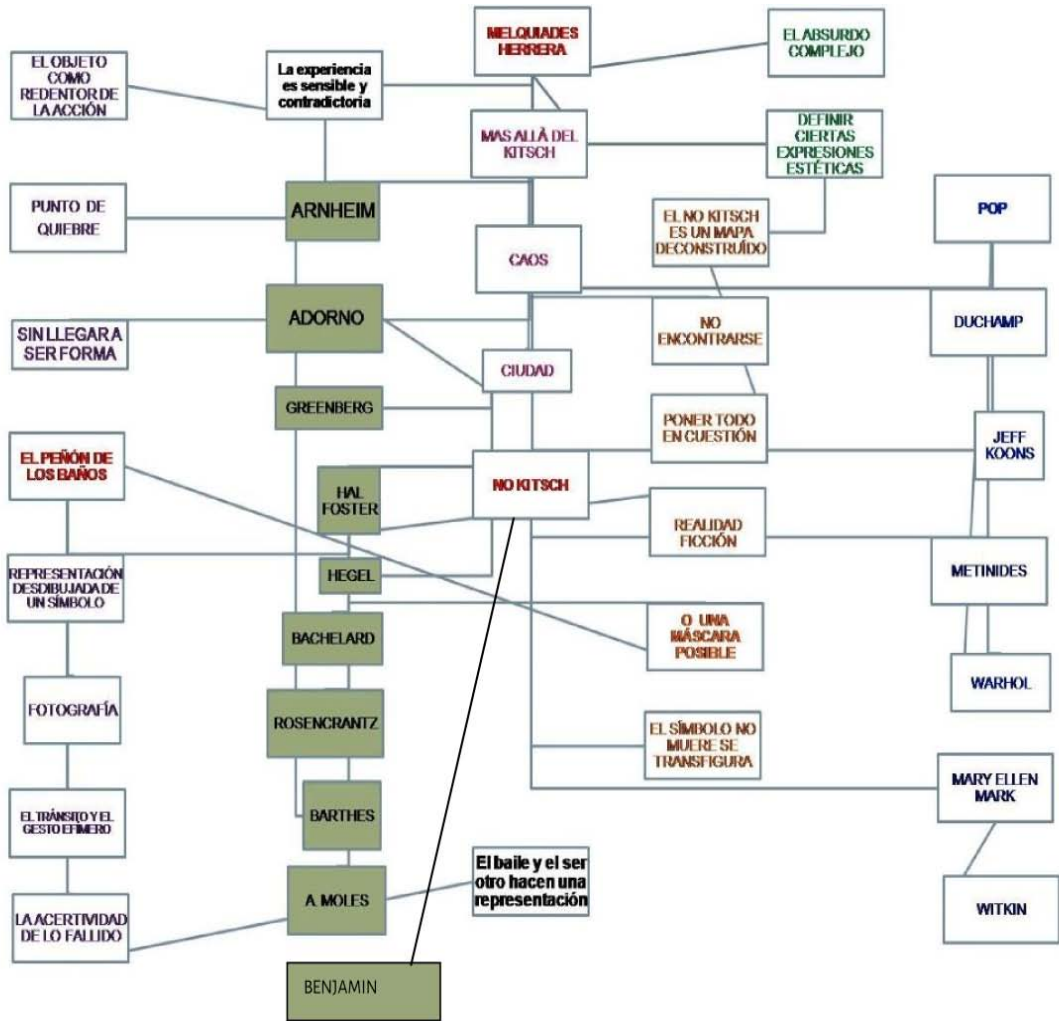 MELQUIADES
HERRERA
EL ABSURDO
COMPLEJO
EL OBJETO
COMO
REDENTOR DE
LA ACCIÓN
La experiencia
es sensible y
contradictoria
MAS ALLÀ DEL
KITSCH
DEFINIR
CIERTAS
EXPRESIONES
ESTÉTICAS
PUNTO DE
QUIEBRE
ARNHEIM
EL NO KITSCH
ES UN MAPA
DECONSTRUÍDO
POP
CAOS
ADORNO
NO
ENCONTRARSE
DUCHAMP
SIN LLEGAR A
SER FORMA
CIUDAD
GREENBERG
PONER TODO
EN CUESTIÓN
JEFF
KOONS
EL PEÑÓN DE
LOS BAÑOS
HAL
FOSTER
NO KITSCH
REALIDAD
FICCIÓN
REPRESENTACIÓN
DESDIBUJADA DE
UN SÍMBOLO
HEGEL
METINIDES
BACHELARD
O UNA
MÁSCARA
POSIBLE
WARHOL
FOTOGRAFÍA
ROSENCRANTZ
EL SÍMBOLO NO
MUERE SE
TRANSFIGURA
MARY ELLEN
MARK
EL TRÁNSITO Y EL
GESTO EFIMERO
BARTHES
El baile y el ser
otro hacen una
representación
LA ACERTIVIDAD
DE LO FALLIDO
A. MOLES
WITKIN
BENJAMIN